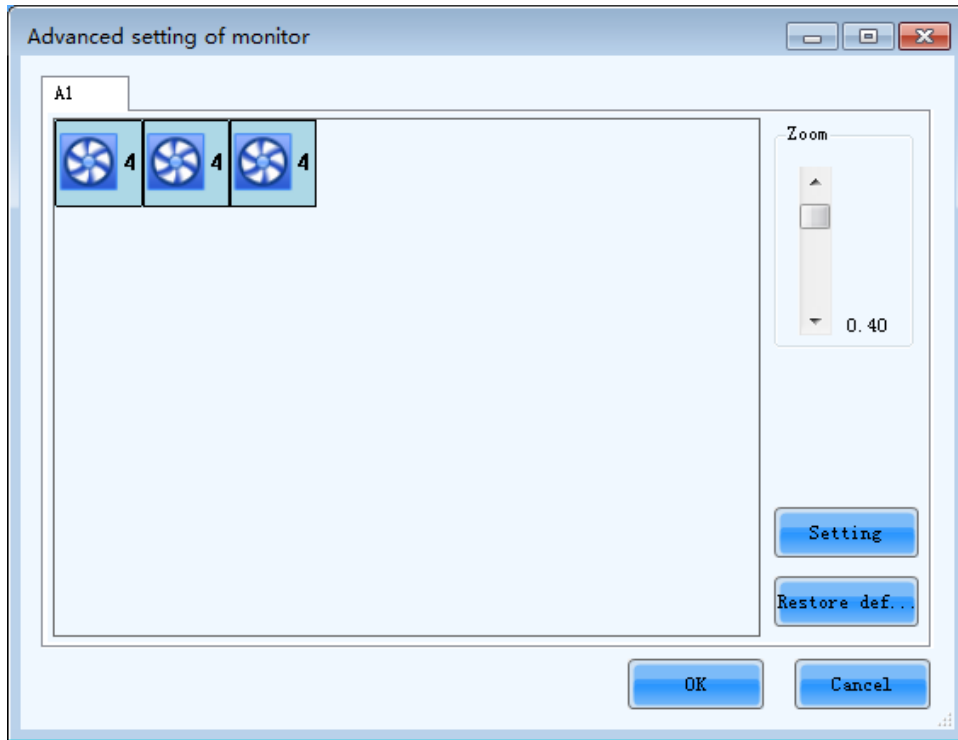 Advanced setting of monitor
A1
4 4 4
Zoom
0.40
Setting
Restore def...
OK
Cancel